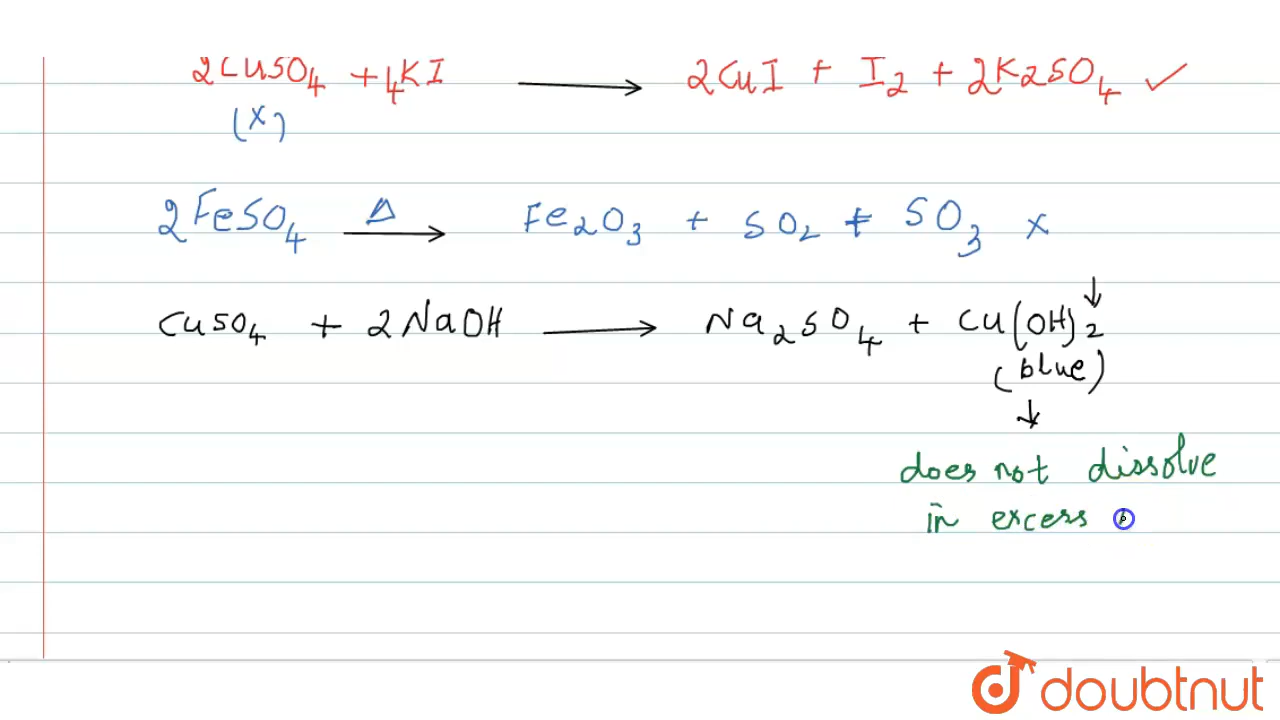 2CuSO4 + 4KI ⟶ 2CuI + I2 + 2K2SO4 ✓
(X)
2FeSO4 Δ⟶ Fe2O3 + SO2 + SO3 x
CuSO4 + 2NaOH ⟶ Na2SO4 + Cu(OH)2 ↓
(blue)
↓
does not dissolve
in excess
doubtnut